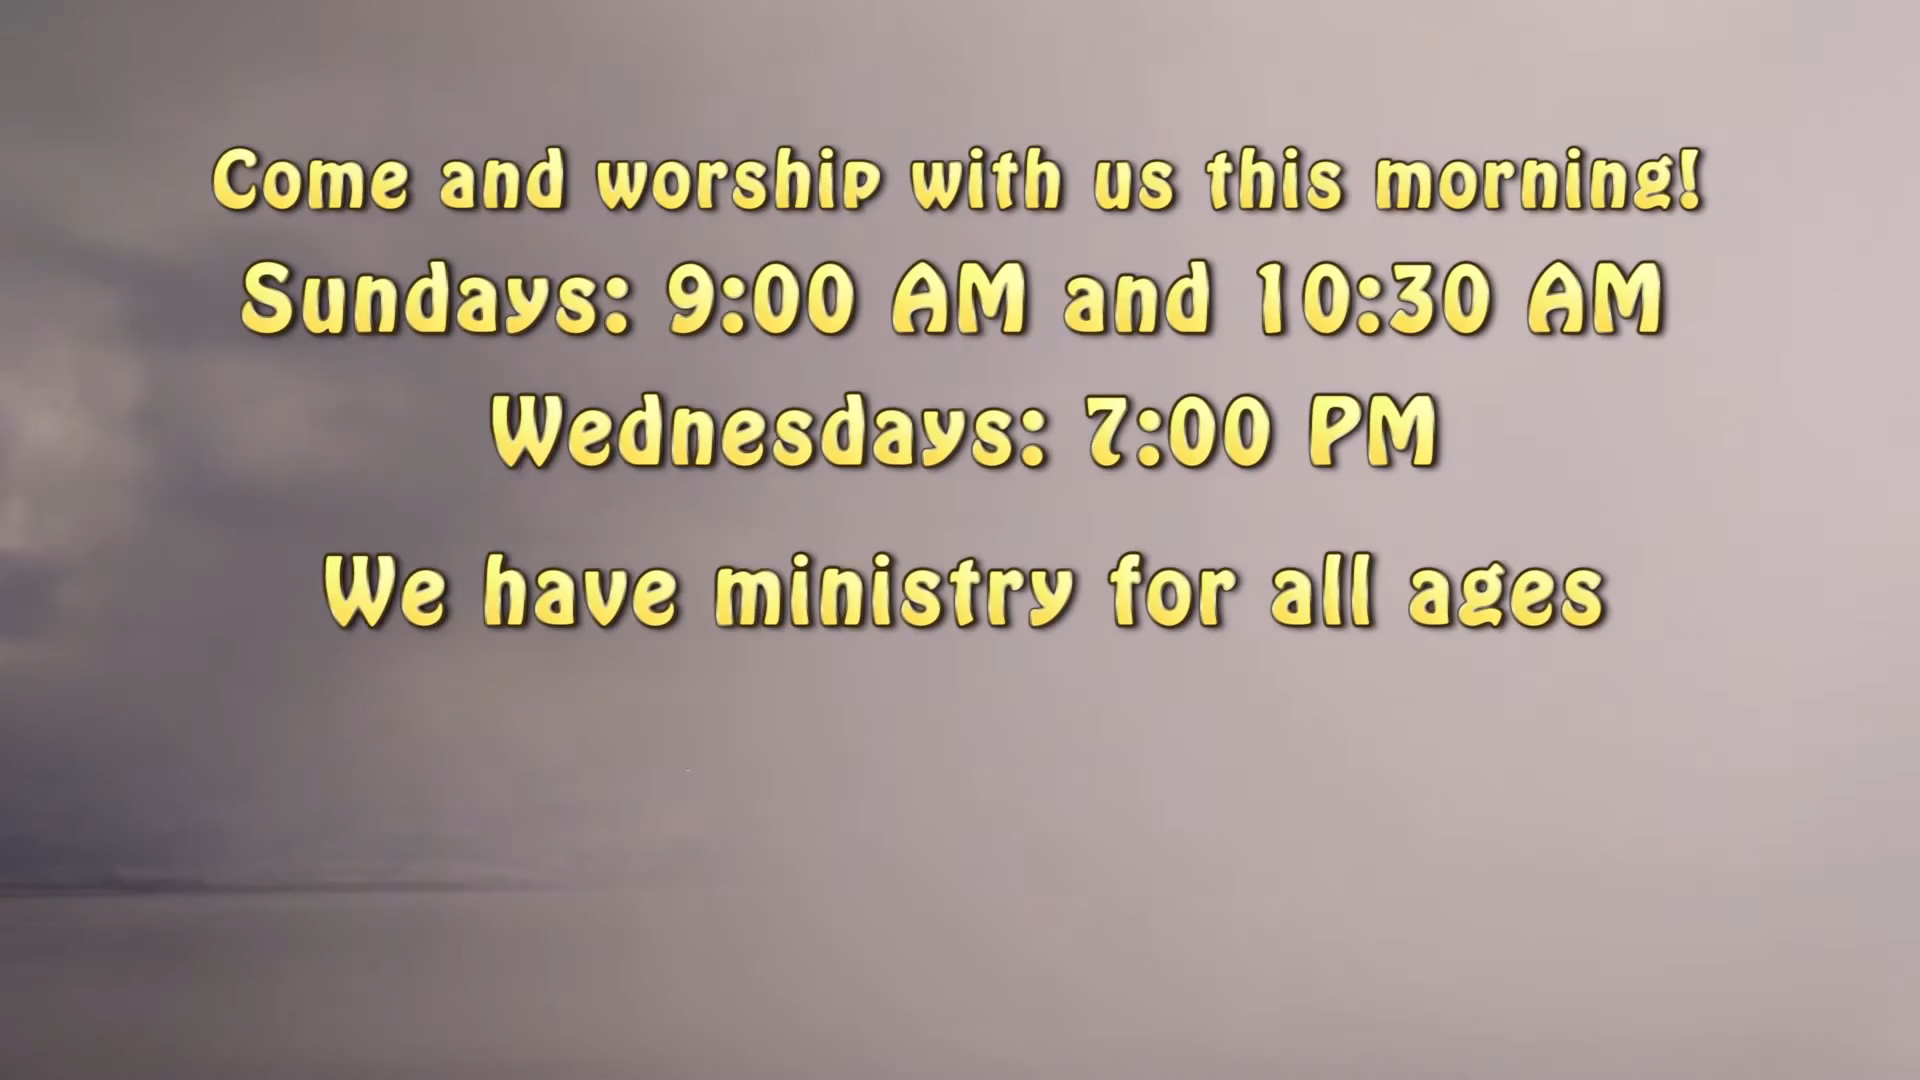 Come and worship with us this morning!
Sundays: 9:00 AM and 10:30 AM
Wednesdays: 7:00 PM
We have ministry for all ages